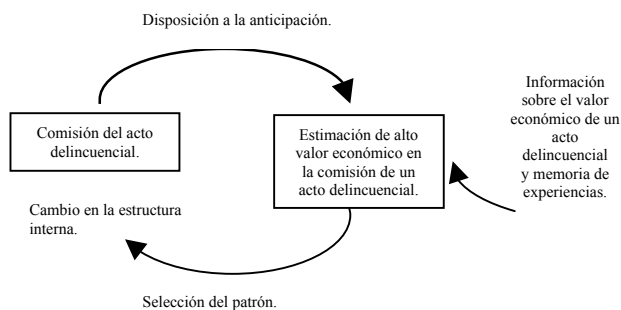 Disposición a la anticipación.
Comisión del acto
delincuencial.
Estimación de alto
valor económico en
la comisión de un
acto delincuencial.
Información
sobre el valor
económico de un
acto
delincuencial
y memoria de
experiencias.
Cambio en la estructura
interna.
Selección del patrón.